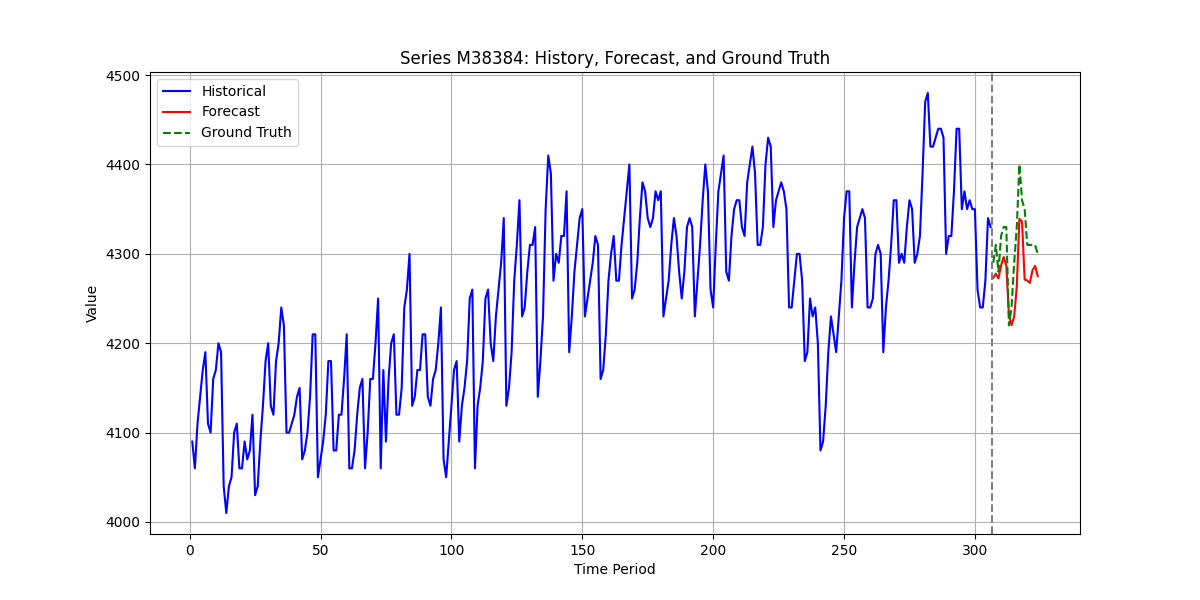 Series M38384: History, Forecast, and Ground Truth
Historical
Forecast
Ground Truth
4500
4400
4300
4200
4100
4000
Value
0 50 100 150 200 250 300
Time Period